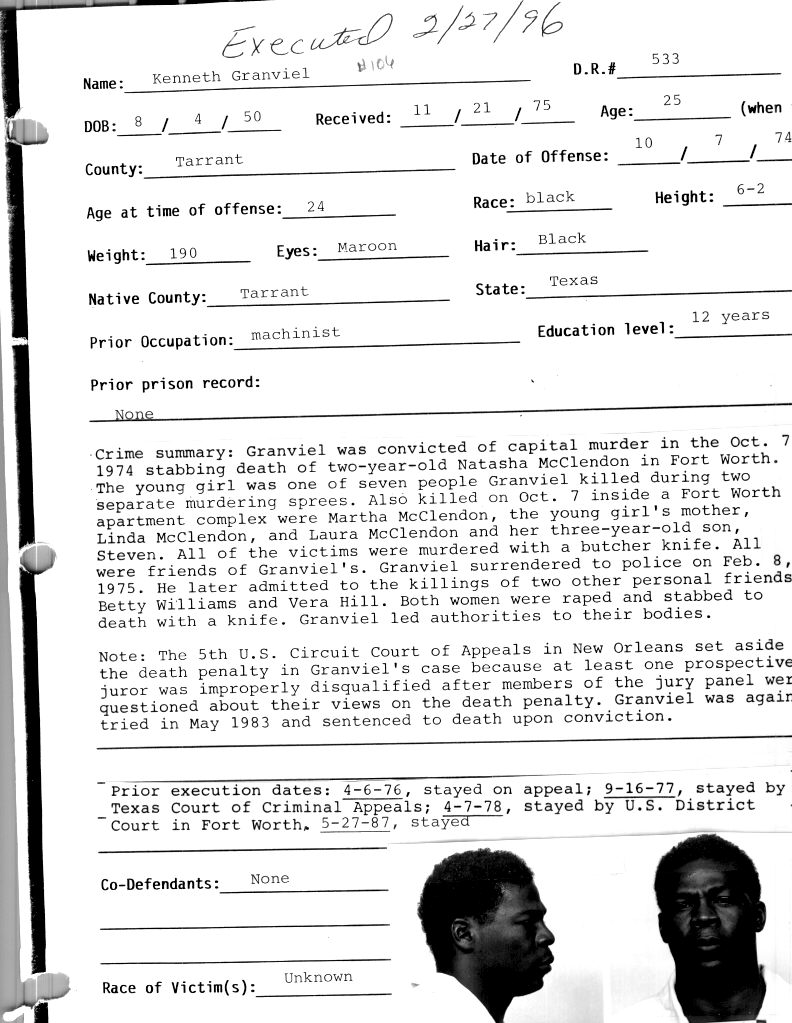 Executed 2/27/96
#104
Name: Kenneth Granviel D.R.# 533
DOB: 8 / 4 / 50 Received: 11 / 21 / 75 Age: 25 (when
County: Tarrant Date of Offense: 10 / 7 / 74
Age at time of offense: 24 Race: black Height: 6-2
Weight: 190 Eyes: Maroon Hair: Black
Native County: Tarrant State: Texas
Prior Occupation: machinist Education level: 12 years
Prior prison record:
None
Crime summary: Granviel was convicted of capital murder in the Oct. 7
1974 stabbing death of two-year-old Natasha McClendon in Fort Worth.
The young girl was one of seven people Granviel killed during two
separate murdering sprees. Also killed on Oct. 7 inside a Fort Worth
apartment complex were Martha McClendon, the young girl's mother,
Linda McClendon, and Laura McClendon and her three-year-old son,
Steven. All of the victims were murdered with a butcher knife. All
were friends of Granviel's. Granviel surrendered to police on Feb. 8,
1975. He later admitted to the killings of two other personal friends
Betty Williams and Vera Hill. Both women were raped and stabbed to
death with a knife. Granviel led authorities to their bodies.
Note: The 5th U.S. Circuit Court of Appeals in New Orleans set aside
the death penalty in Granviel's case because at least one prospective
juror was improperly disqualified after members of the jury panel wer
questioned about their views on the death penalty. Granviel was again
tried in May 1983 and sentenced to death upon conviction.
Prior execution dates: 4-6-76, stayed on appeal; 9-16-77, stayed by
Texas Court of Criminal Appeals; 4-7-78, stayed by U.S. District
Court in Fort Worth. 5-27-87, stayed
Co-Defendants: None
Race of Victim(s): Unknown